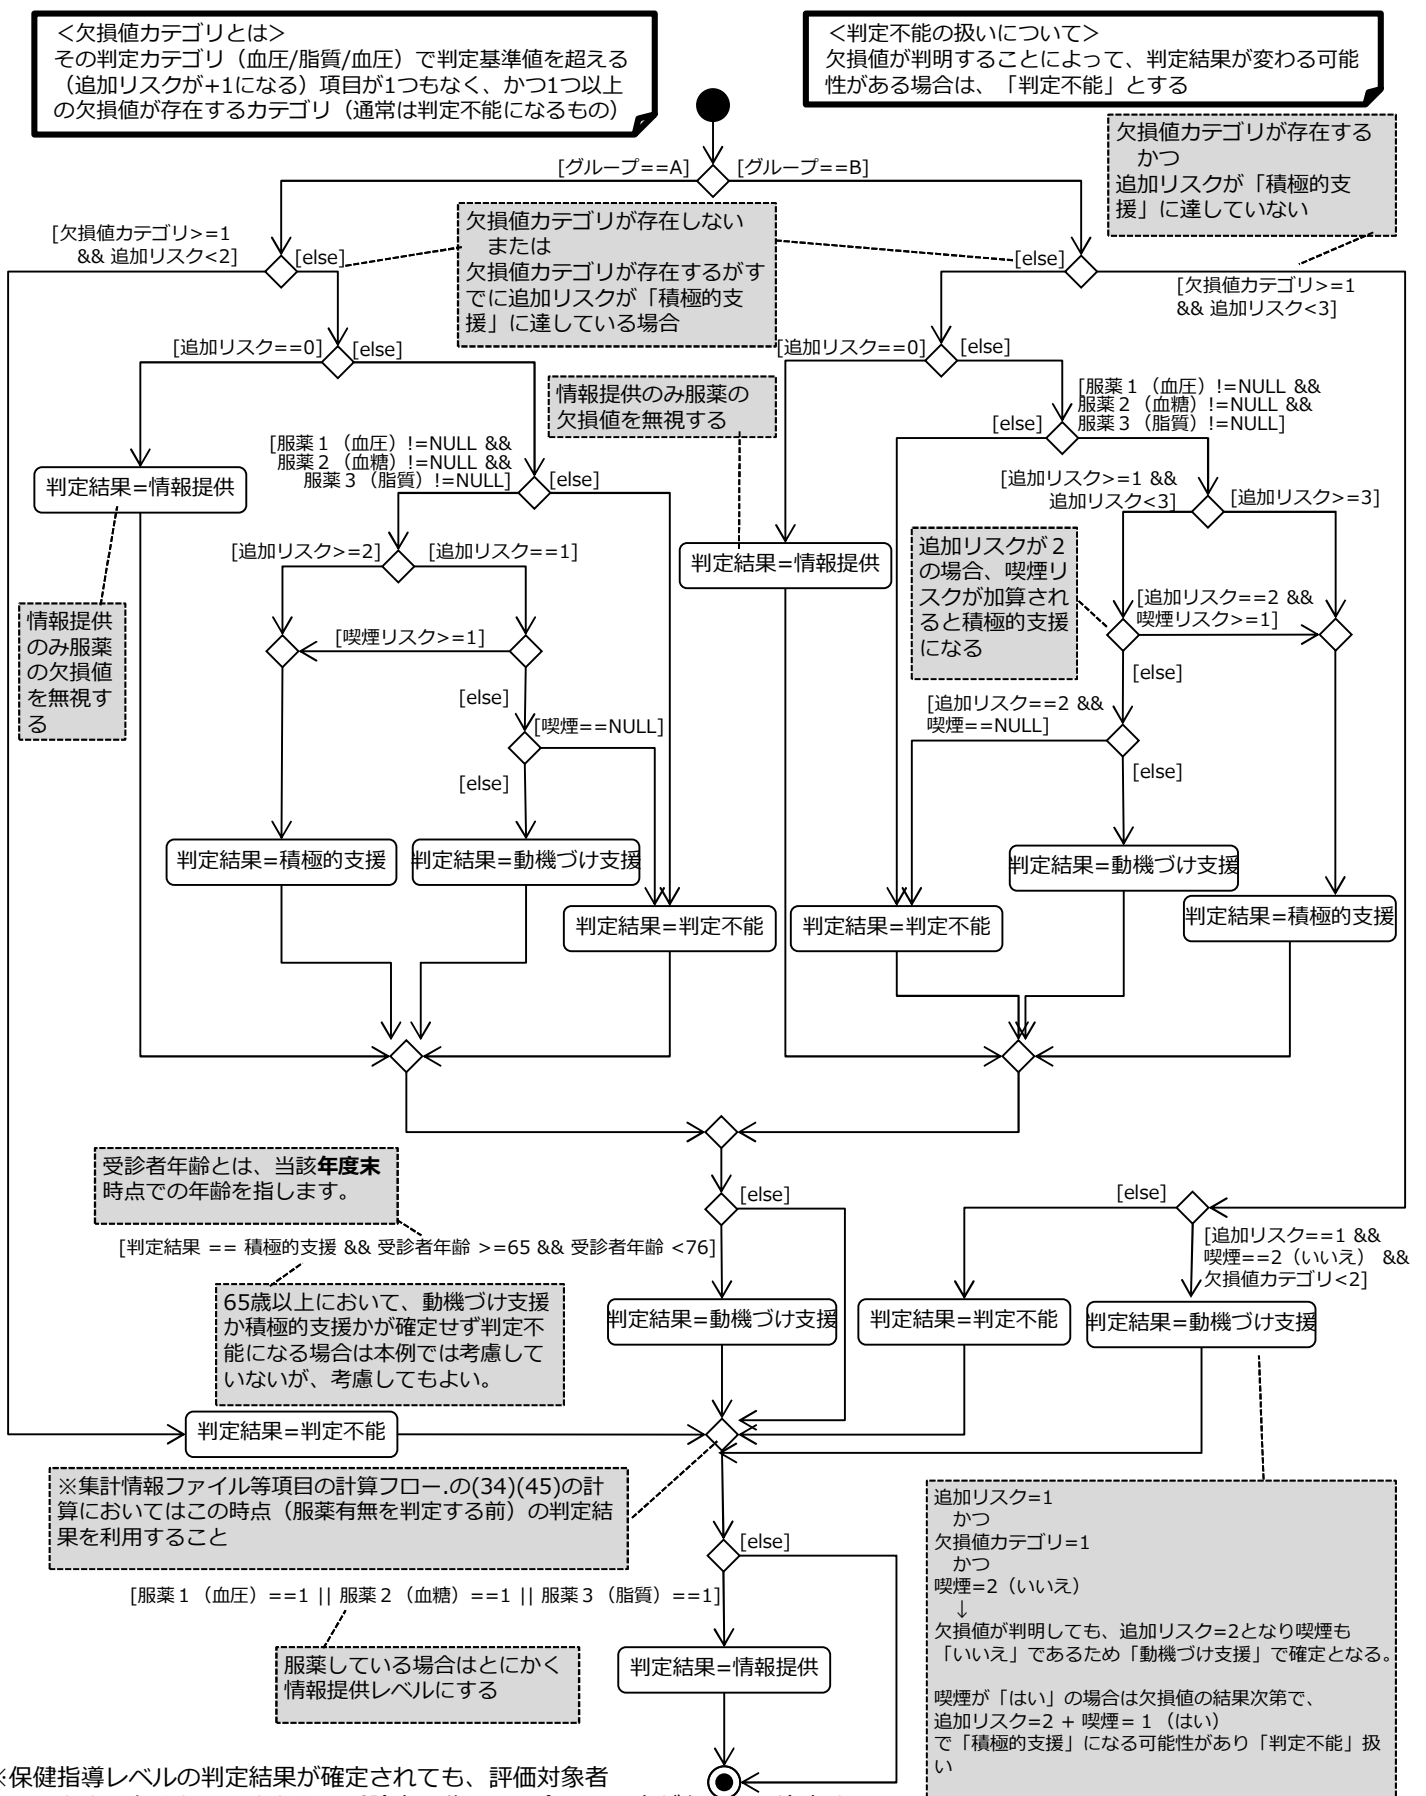 ＜欠損値カテゴリとは＞
その判定カテゴリ（血圧/脂質/血圧）で判定基準値を超える
（追加リスクが+1になる）項目が1つもなく、かつ1つ以上
の欠損値が存在するカテゴリ（通常は判定不能になるもの）
＜判定不能の扱いについて＞
欠損値が判明することによって、判定結果が変わる可能
性がある場合は、「判定不能」とする
欠損値カテゴリが存在する
かつ
追加リスクが「積極的支
援」に達していない
[グループ==A]
[グループ==B]
欠損値カテゴリが存在しない
または
欠損値カテゴリが存在するがす
でに追加リスクが「積極的支
援」に達している場合
[欠損値カテゴリ>=1
&& 追加リスク<2]
[else]
[else]
[欠損値カテゴリ>=1
&& 追加リスク<3]
[追加リスク==0]
[else]
[追加リスク==0]
[else]
情報提供のみ服薬の
欠損値を無視する
[服薬１（血圧）!=NULL &&
服薬２（血糖）!=NULL &&
服薬３（脂質）!=NULL]
[else]
[服薬１（血圧）!=NULL &&
服薬２（血糖）!=NULL &&
服薬３（脂質）!=NULL]
[else]
判定結果=情報提供
[追加リスク>=1 &&
追加リスク<3]
[追加リスク>=3]
[追加リスク>=2]
[追加リスク==1]
判定結果=情報提供
追加リスクが２
の場合、喫煙リ
スクが加算され
ると積極的支援
になる
情報提供
のみ服薬
の欠損値
を無視す
る
[喫煙リスク>=1]
[追加リスク==2 &&
喫煙リスク>=1]
[else]
[else]
[喫煙==NULL]
[追加リスク==2 &&
喫煙==NULL]
[else]
[else]
判定結果=積極的支援
判定結果=動機づけ支援
判定結果=動機づけ支援
判定結果=判定不能
判定結果=判定不能
判定結果=積極的支援
受診者年齢とは、当該年度末
時点での年齢を指します。
[else]
[else]
[判定結果 == 積極的支援 && 受診者年齢 >=65 && 受診者年齢 <76]
[追加リスク==1 &&
喫煙==2（いいえ） &&
欠損値カテゴリ<2]
65歳以上において、動機づけ支援
か積極的支援かが確定せず判定不
能になる場合は本例では考慮して
いないが、考慮してもよい。
判定結果=動機づけ支援
判定結果=判定不能
判定結果=動機づけ支援
判定結果=判定不能
※集計情報ファイル等項目の計算フロー.の(34)(45)の計
算においてはこの時点（服薬有無を判定する前）の判定結
果を利用すること
[else]
[服薬１（血圧）==1 || 服薬２（血糖）==1 || 服薬３（脂質）==1]
服薬している場合はとにかく
情報提供レベルにする
判定結果=情報提供
追加リスク=1
かつ
欠損値カテゴリ=1
かつ
喫煙=2（いいえ）
↓
欠損値が判明しても、追加リスク=2となり喫煙も
「いいえ」であるため「動機づけ支援」で確定となる。
喫煙が「はい」の場合は欠損値の結果次第で、
追加リスク=2 + 喫煙=１（はい）
で「積極的支援」になる可能性があり「判定不能」扱
い
※保健指導レベルの判定結果が確定されても、評価対象者